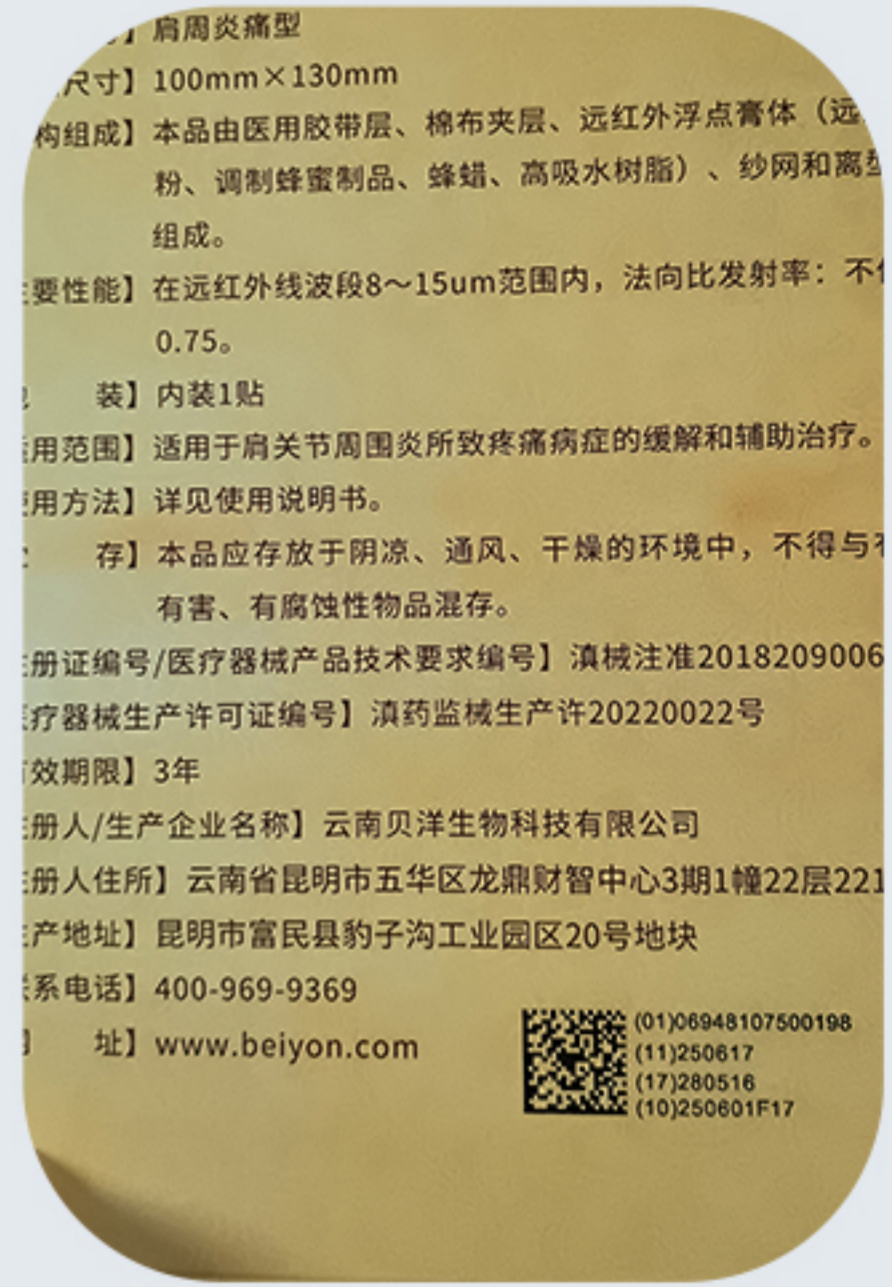 】肩周炎痛型
尺寸】100mm×130mm
构组成】本品由医用胶带层、棉布夹层、远红外浮点膏体（远
粉、调制蜂蜜制品、蜂蜡、高吸水树脂）、纱网和离型
组成。
要性能】在远红外线波段8～15um范围内，法向比发射率：不
0.75。
装】内装1贴
用范围】适用于肩关节周围炎所致疼痛病症的缓解和辅助治疗。
用方法】详见使用说明书。
存】本品应存放于阴凉、通风、干燥的环境中，不得与
有害、有腐蚀性物品混存。
册证编号/医疗器械产品技术要求编号】滇械注准2018209006
疗器械生产许可证编号】滇药监械生产许20220022号
效期限】3年
册人/生产企业名称】云南贝洋生物科技有限公司
册人住所】云南省昆明市五华区龙鼎财智中心3期1幢22层221
产地址】昆明市富民县豹子沟工业园区20号地块
系电话】400-969-9369
址】www.beiyon.com
(01)06948107500198
(11)250617
(17)280516
(10)250601F17